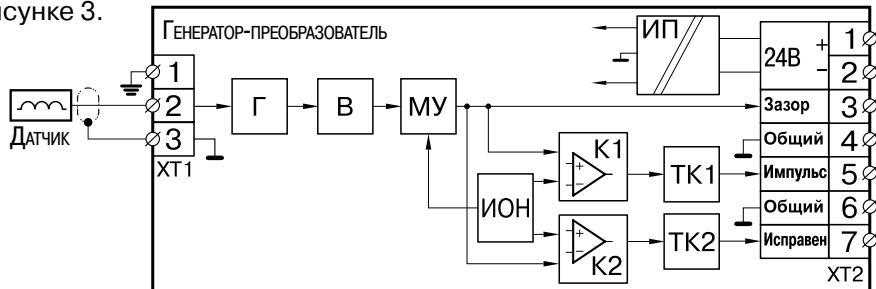 исунке 3.
ГЕНЕРАТОР-ПРЕОБРАЗОВАТЕЛЬ
ДАТЧИК
1
2
3
XT1
Г
В
МУ
ИОН
ИП
+
−
К1
+
−
К2
ТК1
ТК2
24В + 1
− 2
Зазор 3
Общий 4
Импульс 5
Общий 6
Исправен 7
XT2